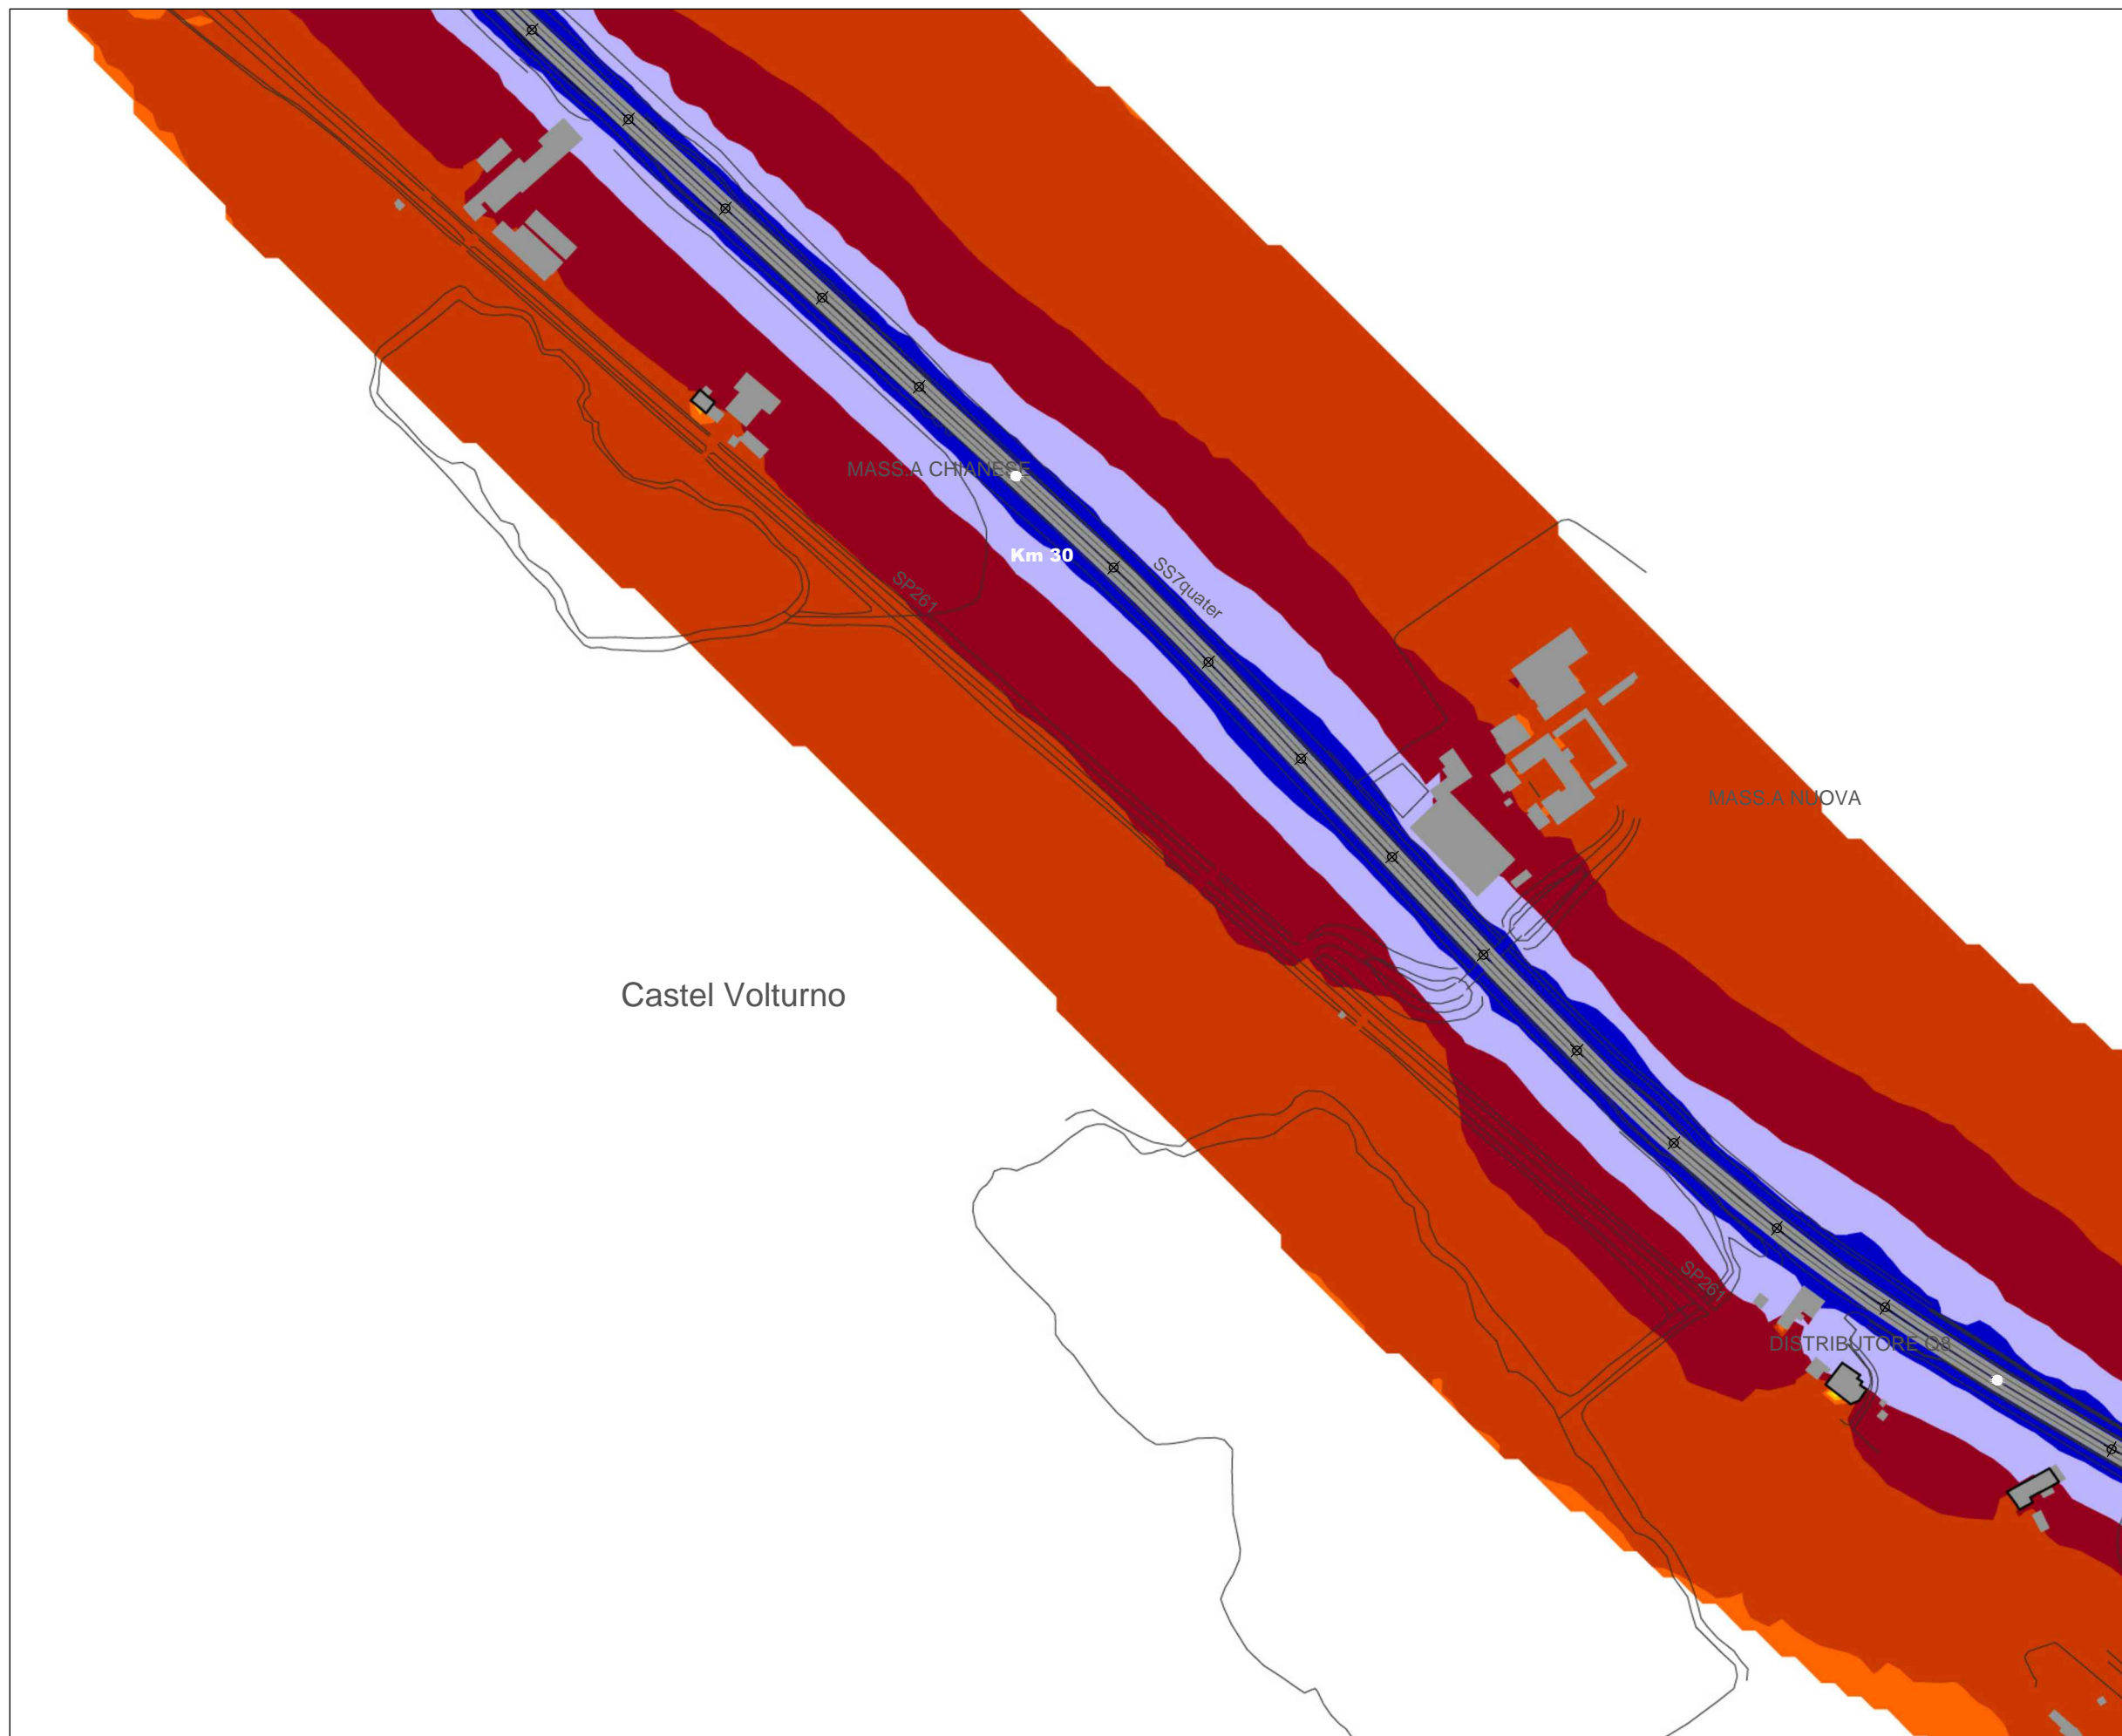 MASS.A CHIANESE
Km 30
SS7quater
SP261
MASS.A NUOVA
Castel Volturno
SP261
DISTRIBUTORE Q8